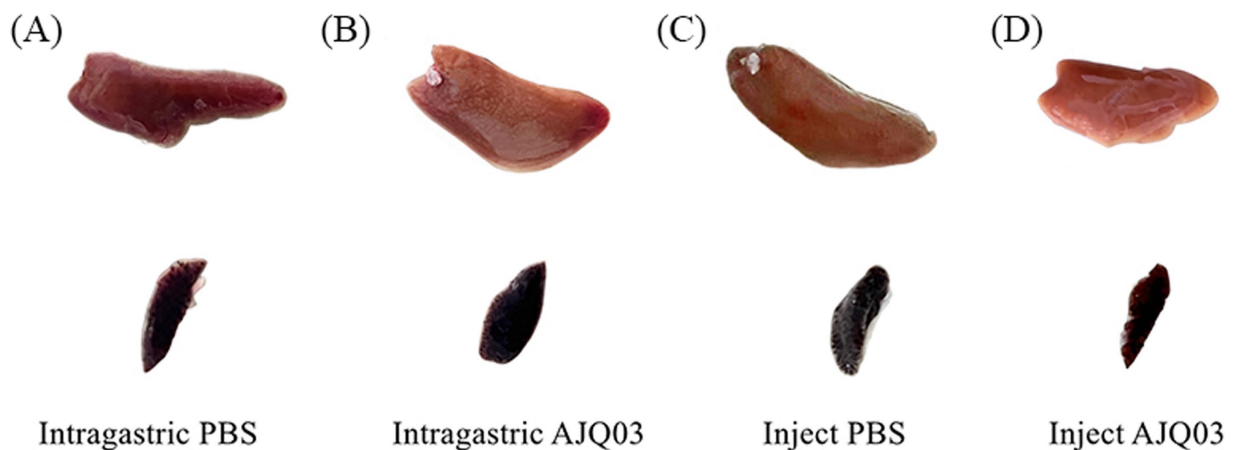 (A)
(B)
(C)
(D)
Intragastric PBS
Intragastric AJQ03
Inject PBS
Inject AJQ03